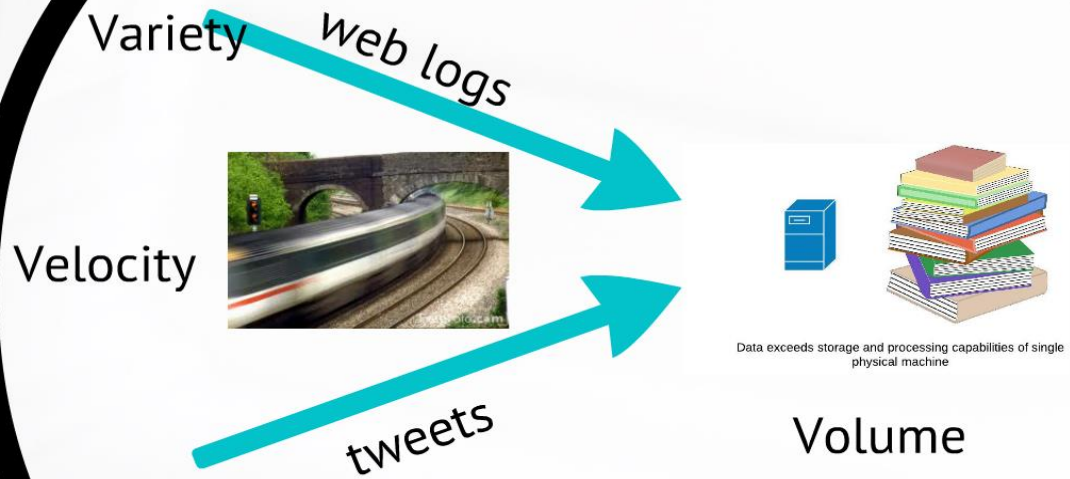 Variety
web logs
Velocity
tweets
Data exceeds storage and processing capabilities of single
physical machine
Volume